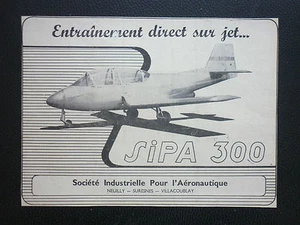 Entraînement direct sur jet...
SiPA 300
Société Industrielle Pour l'Aéronautique
NEUILLY — SURESNES — VILLACOUBLAY